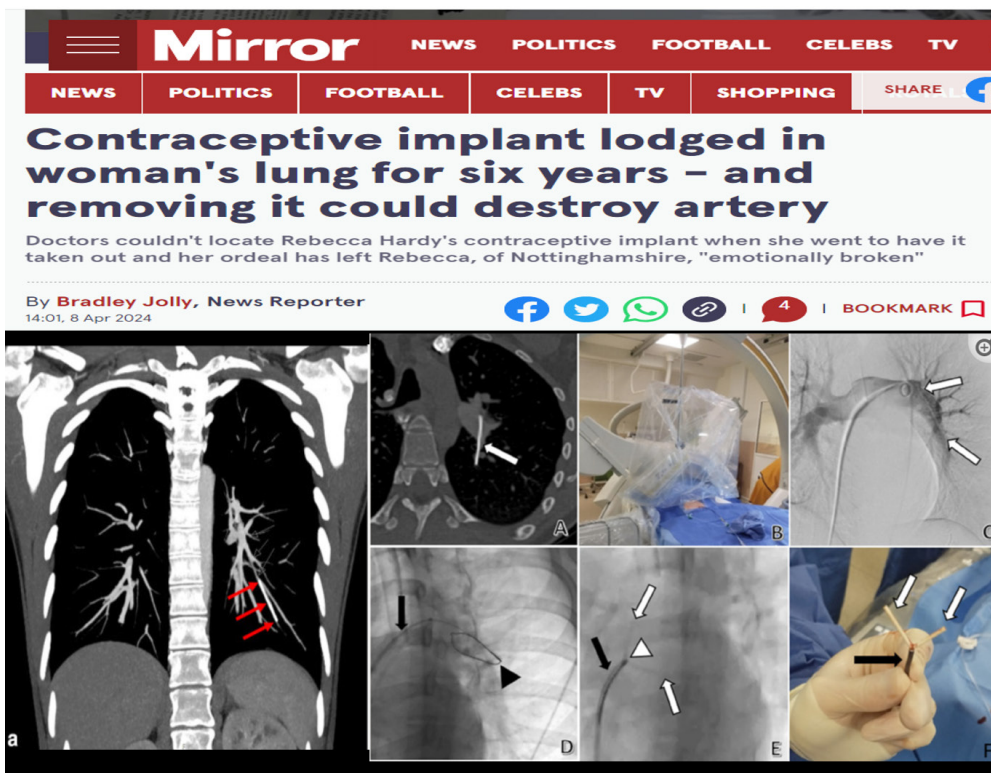 Mirror
NEWS POLITICS FOOTBALL CELEBS TV
NEWS POLITICS FOOTBALL CELEBS TV SHOPPING SHARE
Contraceptive implant lodged in
woman's lung for six years – and
removing it could destroy artery
Doctors couldn't locate Rebecca Hardy's contraceptive implant when she went to have it
taken out and her ordeal has left Rebecca, of Nottinghamshire, "emotionally broken"
By Bradley Jolly, News Reporter
14:01, 8 Apr 2024
4
BOOKMARK
a
A
B
C
D
E
F